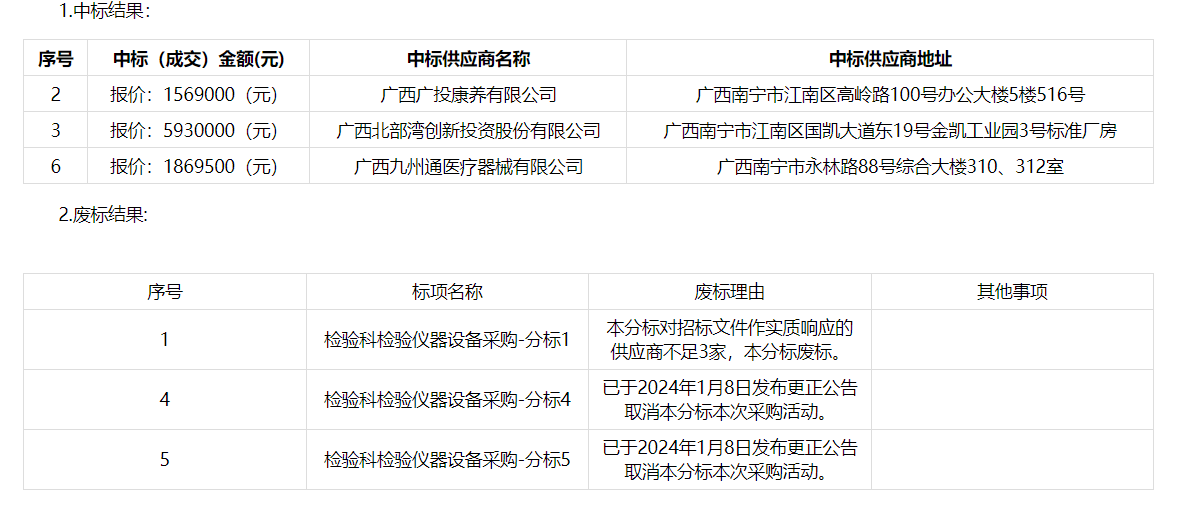 1.中标结果：
序号 中标（成交）金额(元) 中标供应商名称 中标供应商地址
2 报价：1569000（元） 广西广投康养有限公司 广西南宁市江南区高岭路100号办公大楼5楼516号
3 报价：5930000（元） 广西北部湾创新投资股份有限公司 广西南宁市江南区国凯大道东19号金凯工业园3号标准厂房
6 报价：1869500（元） 广西九州通医疗器械有限公司 广西南宁市永林路88号综合大楼310、312室
2.废标结果:
序号 标项名称 废标理由 其他事项
1 检验科检验仪器设备采购-分标1 本分标对招标文件作实质响应的
供应商不足3家，本分标废标。
4 检验科检验仪器设备采购-分标4 已于2024年1月8日发布更正公告
取消本分标本次采购活动。
5 检验科检验仪器设备采购-分标5 已于2024年1月8日发布更正公告
取消本分标本次采购活动。